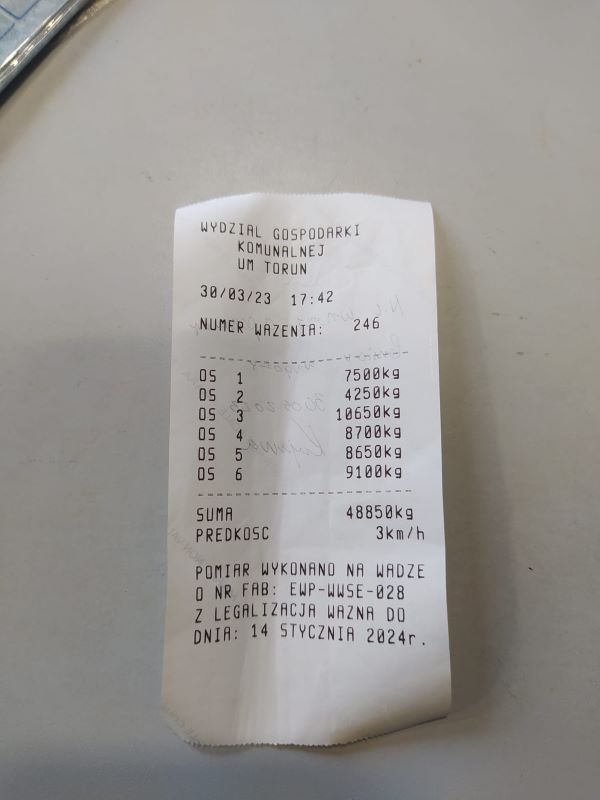 WYDZIAL GOSPODARKI
KOMUNALNEJ
UM TORUN
30/03/23 17:42
NUMER WAZENIA: 246
OS 1 7500kg
OS 2 4250kg
OS 3 10650kg
OS 4 8700kg
OS 5 8650kg
OS 6 9100kg
SUMA 48850kg
PREDKOSC 3km/h
POMIAR WYKONANO NA WADZE
O NR FAB: EWP-WWSE-028
Z LEGALIZACJA WAZNA DO
DNIA: 14 STYCZNIA 2024r.